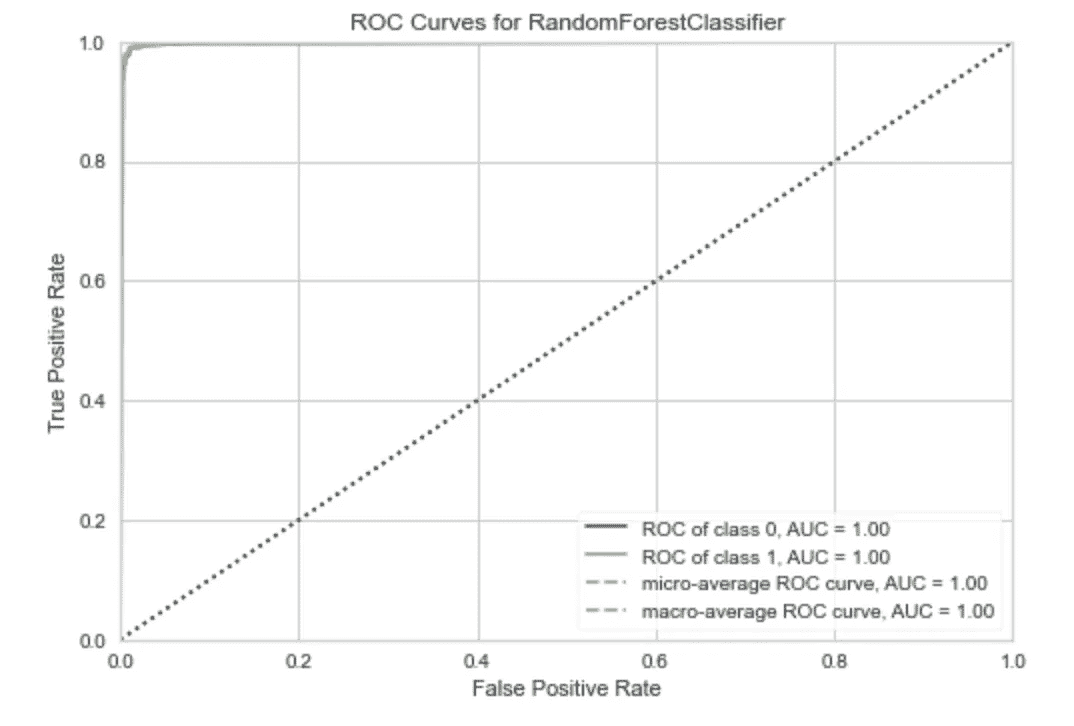 ROC Curves for RandomForestClassifier
1.0
0.8
0.6
0.4
0.2
0.0
True Positive Rate
ROC of class 0, AUC = 1.00
ROC of class 1, AUC = 1.00
micro-average ROC curve, AUC = 1.00
macro-average ROC curve, AUC = 1.00
0.0 0.2 0.4 0.6 0.8 1.0
False Positive Rate